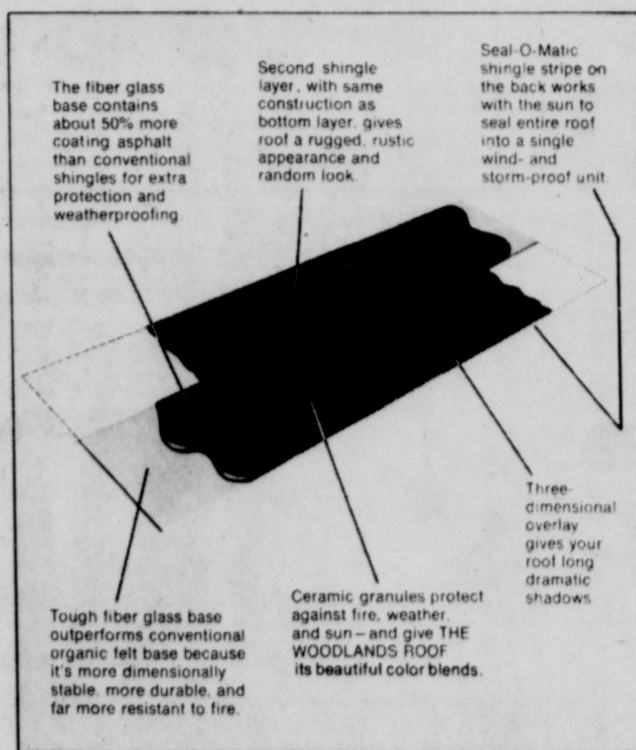 The fiber glass
base contains
about 50% more
coating asphalt
than conventional
shingles for extra
protection and
weatherproofing.
Second shingle
layer, with same
construction as
bottom layer, gives
roof a rugged, rustic
appearance and
random look.
Seal-O-Matic
shingle stripe on
the back works
with the sun to
seal entire roof
into a single
wind- and
storm-proof unit.
Three-
dimensional
overlay
gives your
roof long
dramatic
shadows.
Tough fiber glass base
outperforms conventional
organic felt base because
it's more dimensionally
stable, more durable, and
far more resistant to fire.
Ceramic granules protect
against fire, weather,
and sun—and give THE
WOODLANDS ROOF
its beautiful color blends.